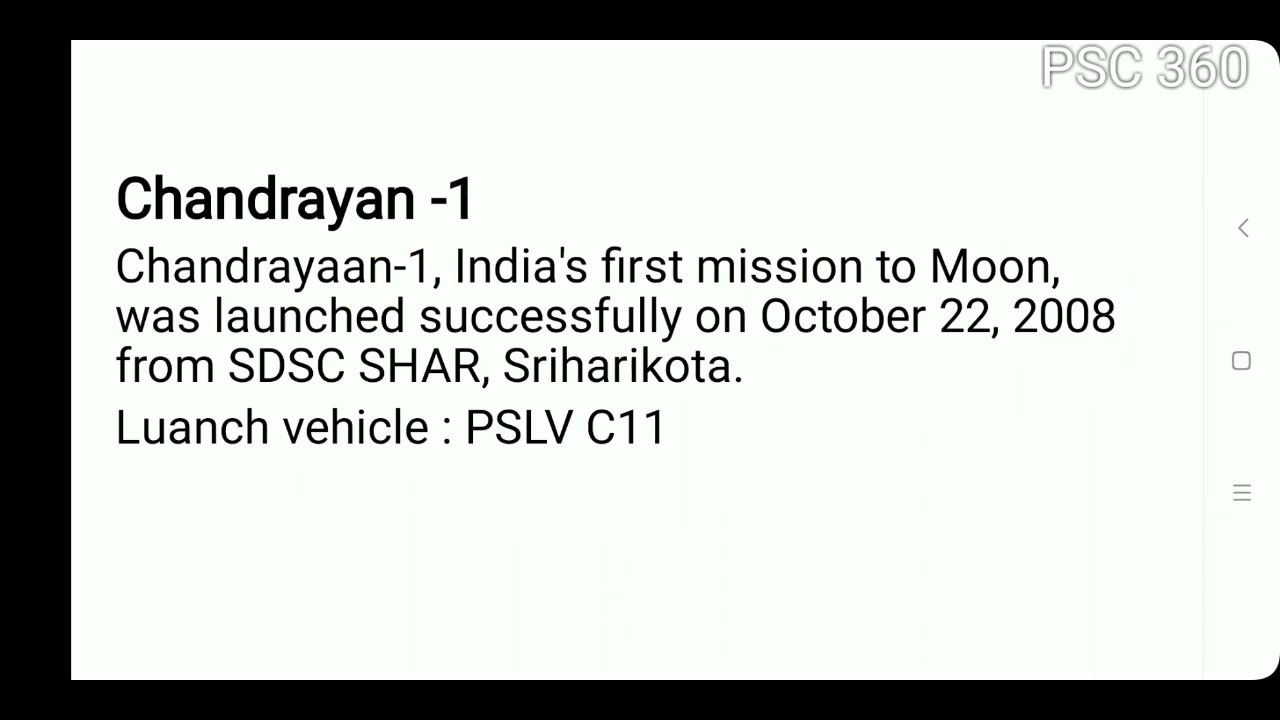 PSC 360
Chandrayan -1
Chandrayaan-1, India's first mission to Moon,
was launched successfully on October 22, 2008
from SDSC SHAR, Sriharikota.
Luanch vehicle : PSLV C11